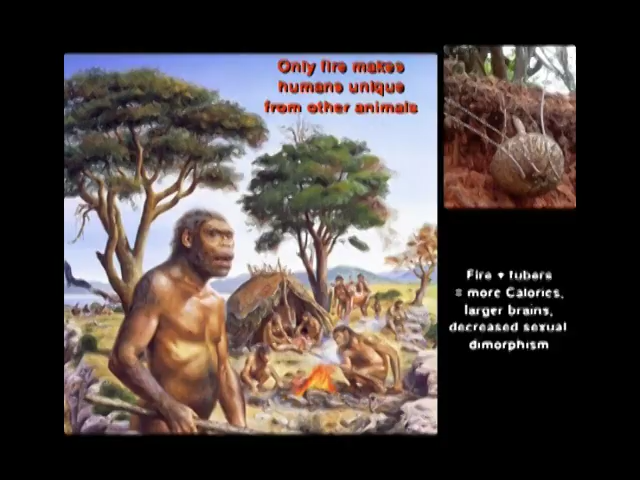 Only fire makes
humans unique
from other animals
Fire + tubers
= more Calories,
larger brains,
decreased sexual
dimorphism